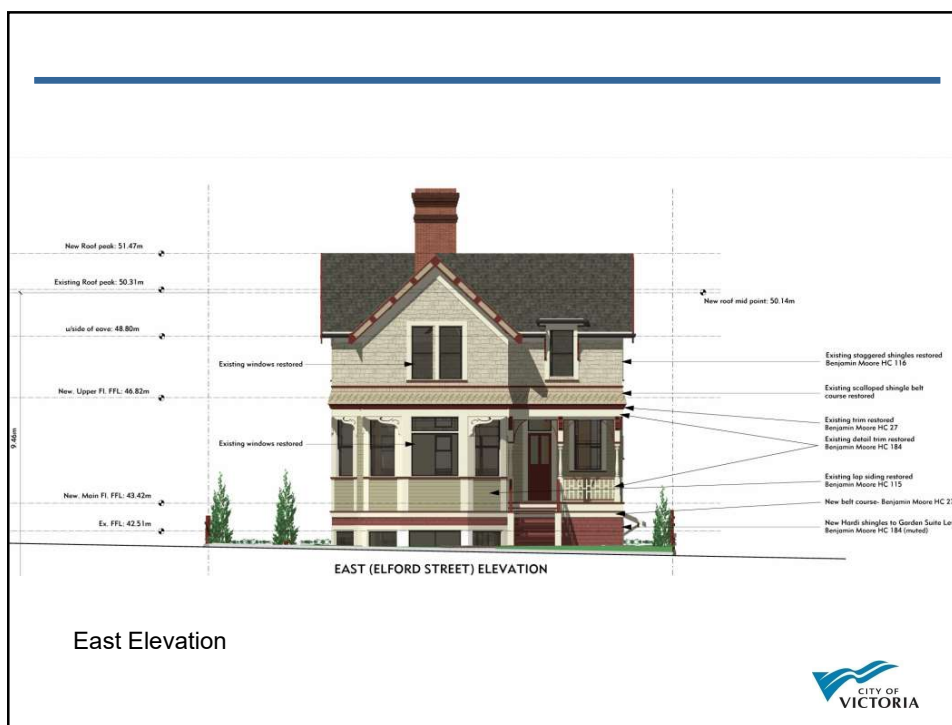 New Roof peak: 51.47m
Existing Roof peak: 50.31m
New roof mid point: 50.14m
u/side of eave: 48.80m
Existing windows restored
Existing staggered shingles restored
Benjamin Moore HC 116
New. Upper Fl. FFL: 46.82m
Existing scalloped shingle belt
course restored
Existing trim restored
Benjamin Moore HC 27
Existing windows restored
Existing detail trim restored
Benjamin Moore HC 184
9.46m
Existing lap siding restored
Benjamin Moore HC 115
New. Main Fl. FFL: 43.42m
New belt course- Benjamin Moore HC 27
Ex. FFL: 42.51m
New Hardi shingles to Garden Suite Le
Benjamin Moore HC 184 (muted)
EAST (ELFORD STREET) ELEVATION
East Elevation
CITY OF
VICTORIA